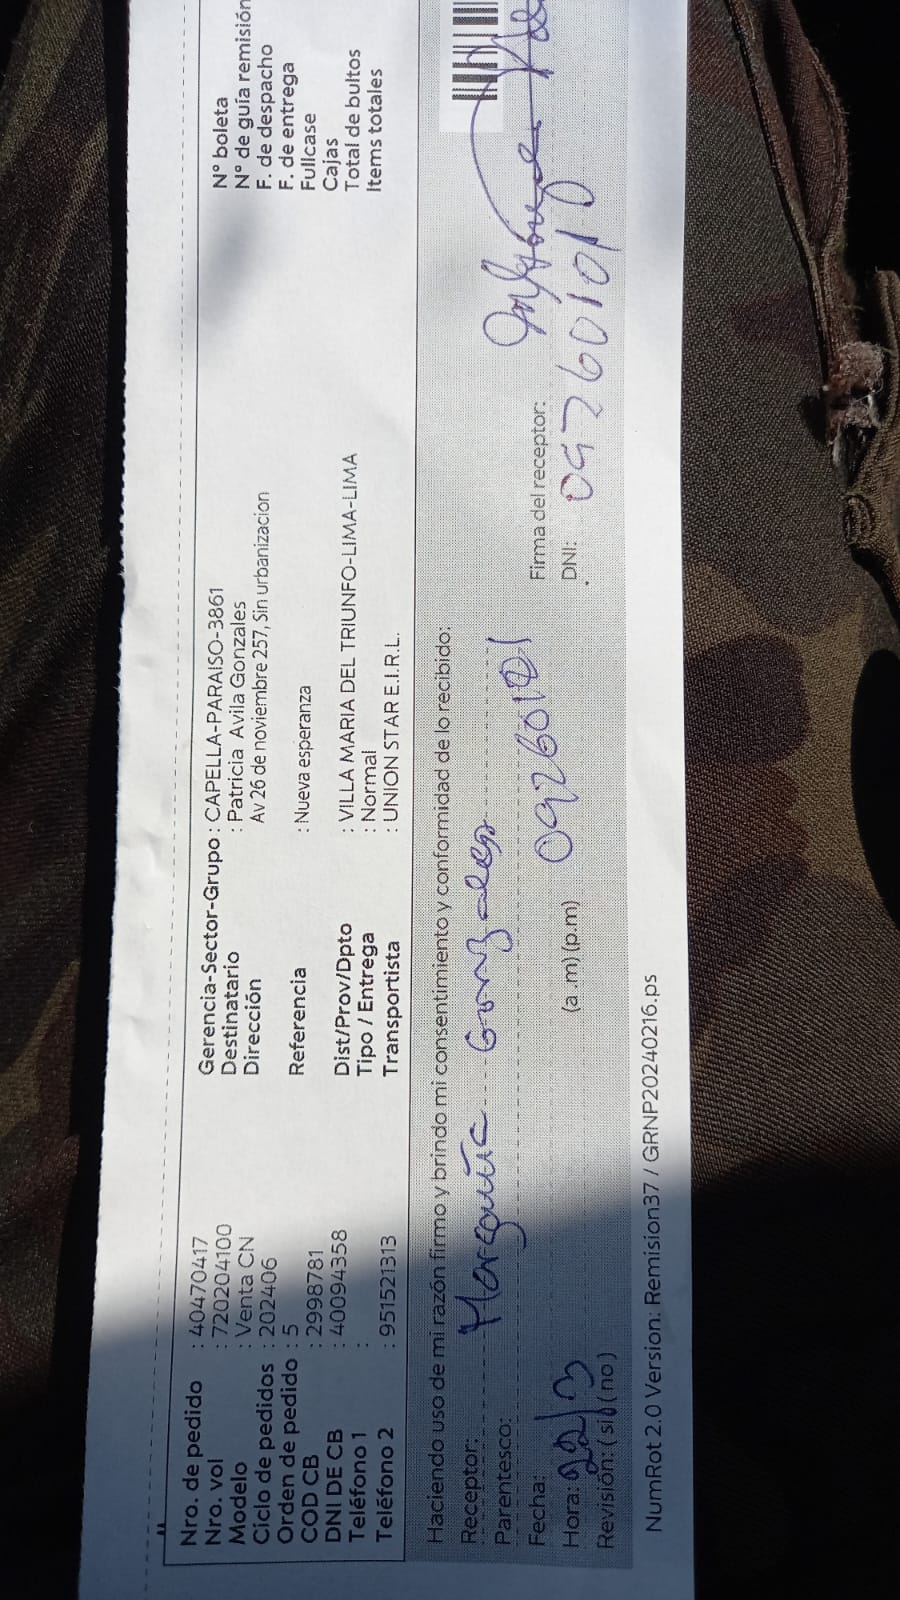 Nro. de pedido : 40470417
Nro. vol : 720204100
Modelo : Venta CN
Ciclo de pedidos : 202406
Orden de pedido : 5
COD CB : 2998781
DNI DE CB : 40094358
Teléfono 1 :
Teléfono 2 : 951521313
Gerencia-Sector-Grupo : CAPELLA-PARAISO-3861
Destinatario : Patricia Avila Gonzales
Dirección Av 26 de noviembre 257, Sin urbanizacion
Referencia : Nueva esperanza
Dist/Prov/Dpto : VILLA MARIA DEL TRIUNFO-LIMA-LIMA
Tipo / Entrega : Normal
Transportista : UNION STAR E.I.R.L.
N° boleta
N° de guía remisión
F. de despacho
F. de entrega
Fullcase
Cajas
Total de bultos
Items totales
Haciendo uso de mi razón firmo y brindo mi consentimiento y conformidad de lo recibido:
Receptor: Gonzales
Parentesco:
Fecha: 22/3
Hora: (a.m) (p.m)
Revisión: ( si ) ( no )
Firma del receptor:
DNI:
NumRot 2.0 Version: Remision37 / GRNP20240216.ps